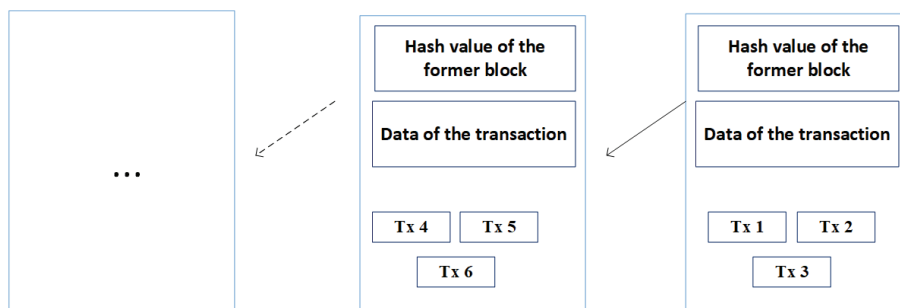 ...
Hash value of the
former block
Data of the transaction
Tx 4
Tx 5
Tx 6
Hash value of the
former block
Data of the transaction
Tx 1
Tx 2
Tx 3